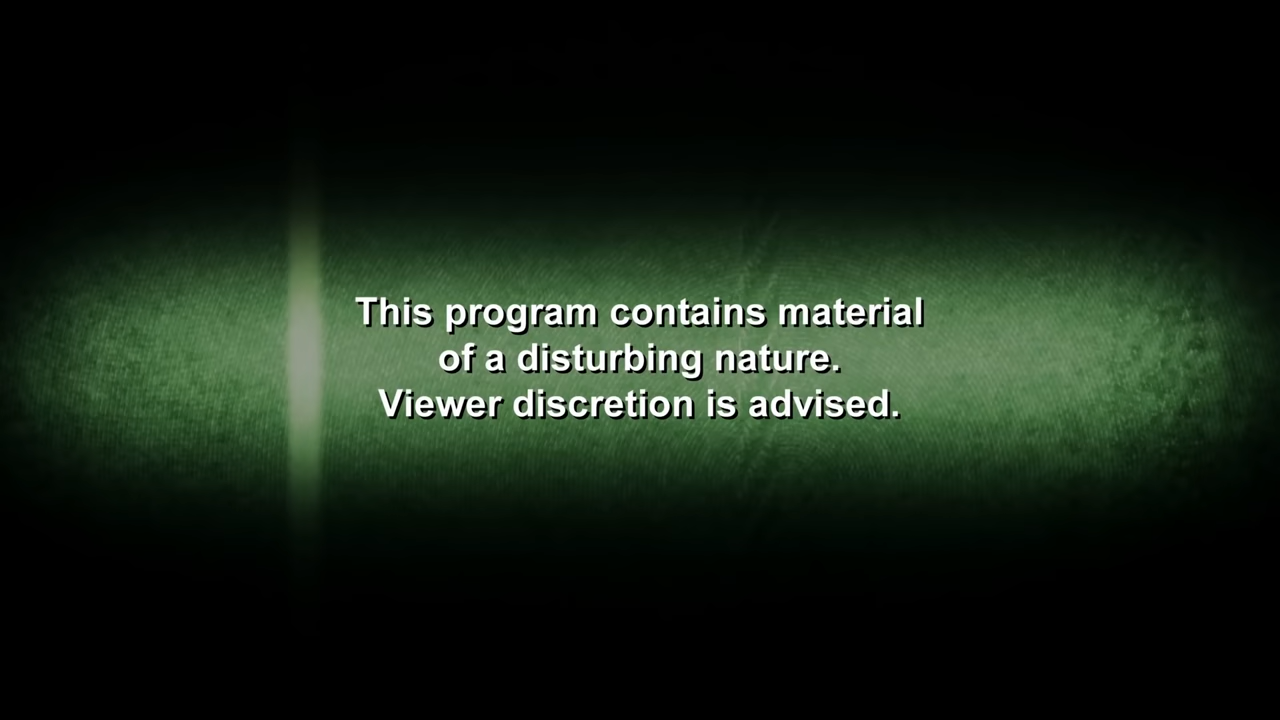 This program contains material
of a disturbing nature.
Viewer discretion is advised.